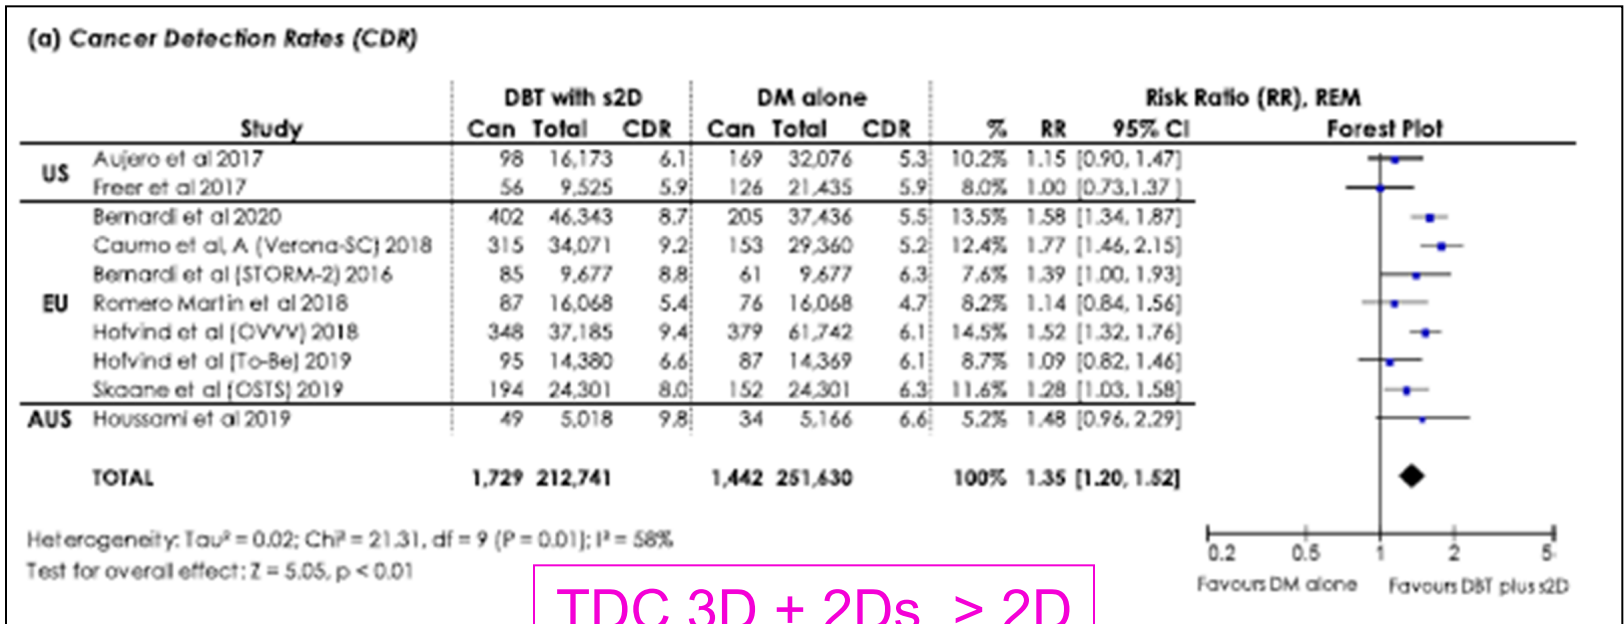 (a) Cancer Detection Rates (CDR)
DBT with s2D DM alone Risk Ratio (RR), REM
Study Can Total CDR Can Total CDR % RR 95% CI Forest Plot
US
Aujero et al 2017 98 16,173 6.1 169 32,076 5.3 10.2% 1.15 [0.90, 1.47]
Freer et al 2017 56 9,525 5.9 126 21,435 5.9 8.0% 1.00 [0.73,1.37 ]
Bernardi et al 2020 402 46,343 8.7 205 37,436 5.5 13.5% 1.58 [1.34, 1.87]
Caumo et al, A (Verona-SC) 2018 315 34,071 9.2 153 29,360 5.2 12.4% 1.77 [1.46, 2.15]
Bernardi et al (STORM-2) 2016 85 9,677 8.8 61 9,677 6.3 7.6% 1.39 [1.00, 1.93]
EU Romero Martin et al 2018 87 16,068 5.4 76 16,068 4.7 8.2% 1.14 [0.84, 1.56]
Hofvind et al (OVVV) 2018 348 37,185 9.4 379 61,742 6.1 14.5% 1.52 [1.32, 1.76]
Hofvind et al (To-Be) 2019 95 14,380 6.6 87 14,369 6.1 8.7% 1.09 [0.82, 1.46]
Skaane et al (OSTS) 2019 194 24,301 8.0 152 24,301 6.3 11.6% 1.28 [1.03, 1.58]
AUS Houssami et al 2019 49 5,018 9.8 34 5,166 6.6 5.2% 1.48 [0.96, 2.29]
TOTAL 1,729 212,741 1,442 251,630 100% 1.35 [1.20, 1.52]
Heterogeneity: Tau² = 0.02; Chi² = 21.31, df = 9 (P = 0.01); I² = 58%
Test for overall effect: Z = 5.05, p < 0.01
0.2 0.5 1 2 5
Favours DM alone Favours DBT plus s2D
TDC 3D + 2Ds > 2D